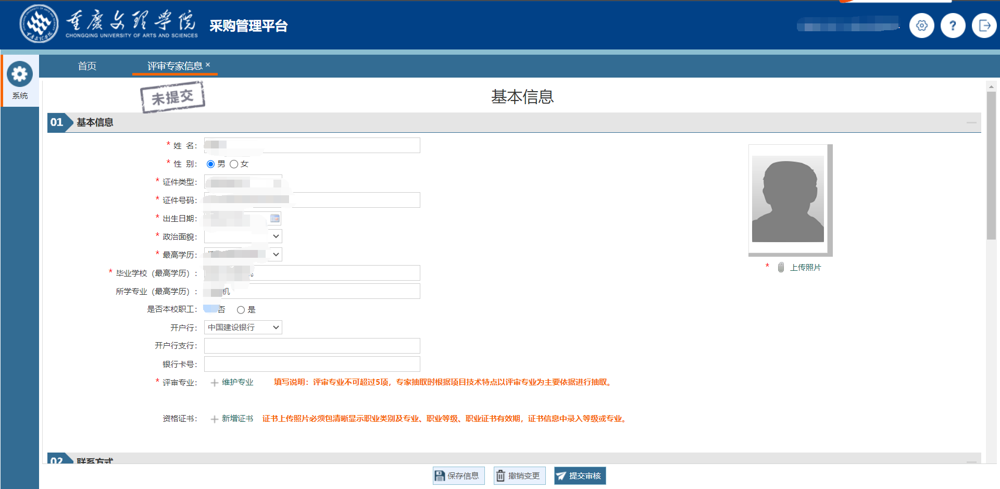 重慶文理學院
CHONGQING UNIVERSITY OF ARTS AND SCIENCES
采购管理平台
系统
首页
评审专家信息 ×
未提交
基本信息
01 基本信息
* 姓 名：
* 性 别： 男 女
* 证件类型：
* 证件号码：
* 出生日期：
* 政治面貌：
* 最高学历：
* 毕业学校（最高学历）：
所学专业（最高学历）： 机
是否本校职工： 否 是
开户行： 中国建设银行
开户行支行：
银行卡号：
* 评审专业： 维护专业 填写说明：评审专业不可超过5项，专家抽取时根据项目技术特点以评审专业为主要依据进行抽取。
资格证书： 新增证书 证书上传照片必须包清晰显示职业类别及专业、职业等级、职业证书有效期，证书信息中录入等级或专业。
* 上传照片
02 联系方式
保存信息 撤销变更 提交审核